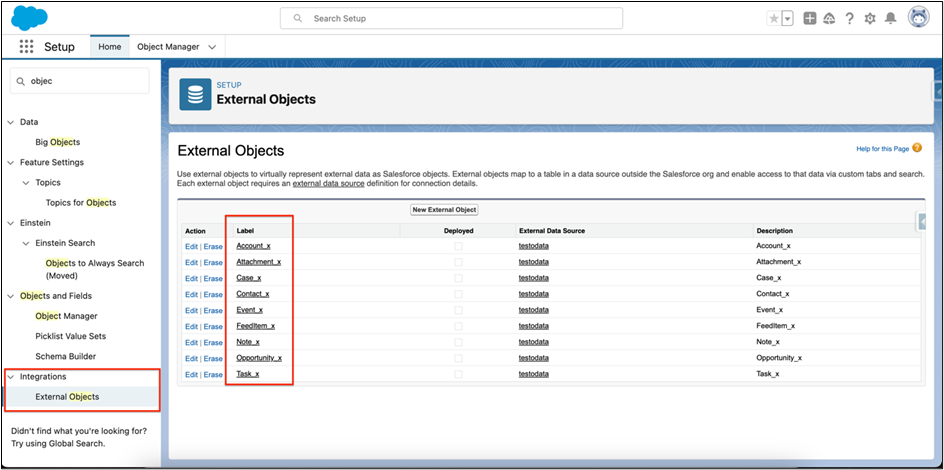 Search Setup
Setup
Home
Object Manager
objec
Data
Big Objects
Feature Settings
Topics
Topics for Objects
Einstein
Einstein Search
Objects to Always Search
(Moved)
Objects and Fields
Object Manager
Picklist Value Sets
Schema Builder
Integrations
External Objects
Didn't find what you're looking for?
Try using Global Search.
SETUP
External Objects
External Objects
Help for this Page
Use external objects to virtually represent external data as Salesforce objects. External objects map to a table in a data source outside the Salesforce org and enable access to that data via custom tabs and search.
Each external object requires an external data source definition for connection details.
New External Object
Action Label Deployed External Data Source Description
Edit | Erase Account_x testodata Account_x
Edit | Erase Attachment_x testodata Attachment_x
Edit | Erase Case_x testodata Case_x
Edit | Erase Contact_x testodata Contact_x
Edit | Erase Event_x testodata Event_x
Edit | Erase FeedItem_x testodata FeedItem_x
Edit | Erase Note_x testodata Note_x
Edit | Erase Opportunity_x testodata Opportunity_x
Edit | Erase Task_x testodata Task_x